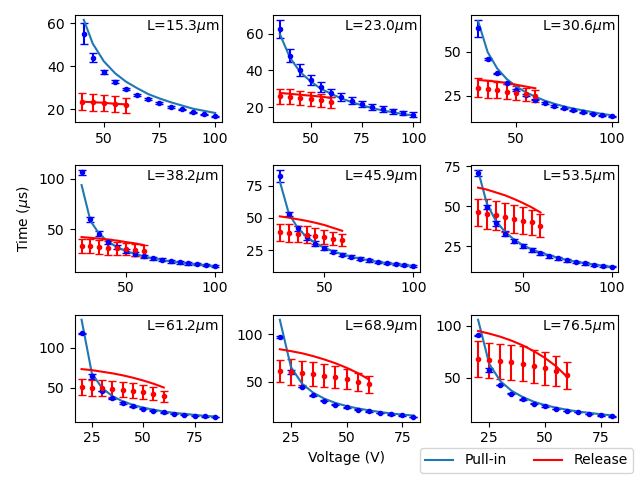 L=15.3μm
L=23.0μm
L=30.6μm
60
40
20
50 75 100
60
40
20
50 75 100
50
25
50 100
L=38.2μm
L=45.9μm
L=53.5μm
100
50
50 100
75
50
25
50 100
75
50
25
50 100
L=61.2μm
L=68.9μm
L=76.5μm
100
50
25 50 75
100
50
25 50 75
100
50
25 50 75
Time (μs)
Voltage (V)
Pull-in
Release